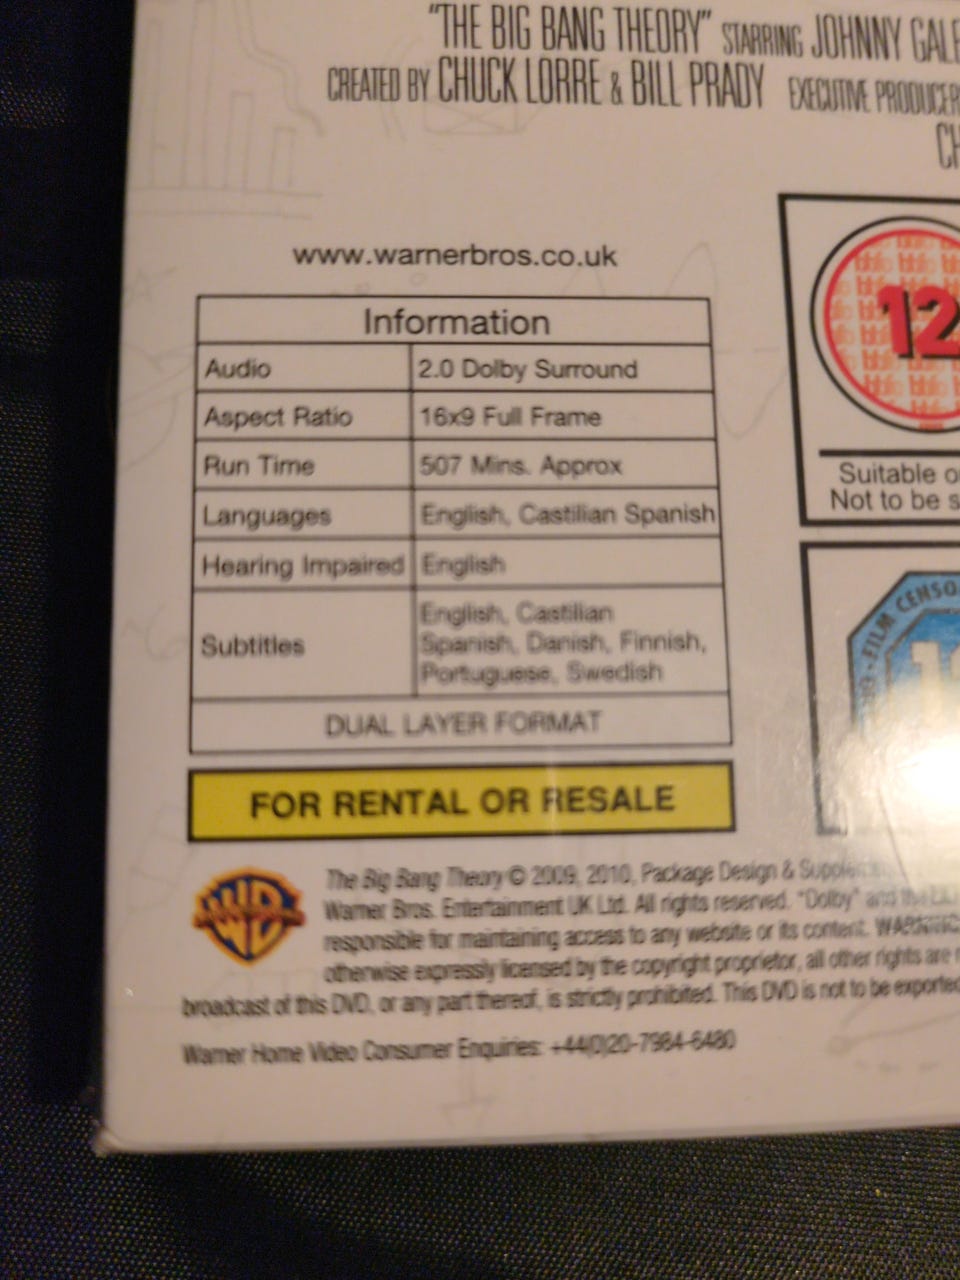 "THE BIG BANG THEORY" STARRING JOHNNY GALE
CREATED BY CHUCK LORRE & BILL PRADY EXECUTIVE PRODUCER
CH
www.warnerbros.co.uk
Information
Audio 2.0 Dolby Surround
Aspect Ratio 16x9 Full Frame
Run Time 507 Mins. Approx
Languages English, Castilian Spanish
Hearing Impaired English
Subtitles English, Castilian
Spanish, Danish, Finnish,
Portuguese, Swedish
DUAL LAYER FORMAT
FOR RENTAL OR RESALE
12
Suitable o
Not to be s
FILM CENSO
The Big Bang Theory © 2009, 2010, Package Design &
Warner Bros. Entertainment UK Ltd. All rights reserved. "Dolby" and
responsible for maintaining access to any website or its content. WARNING
otherwise expressly licensed by the copyright proprietor, all other rights are
broadcast of this DVD, or any part thereof, is strictly prohibited. This DVD is not to be exported
Warner Home Video Consumer Enquiries: +44(0)20-7984-6480